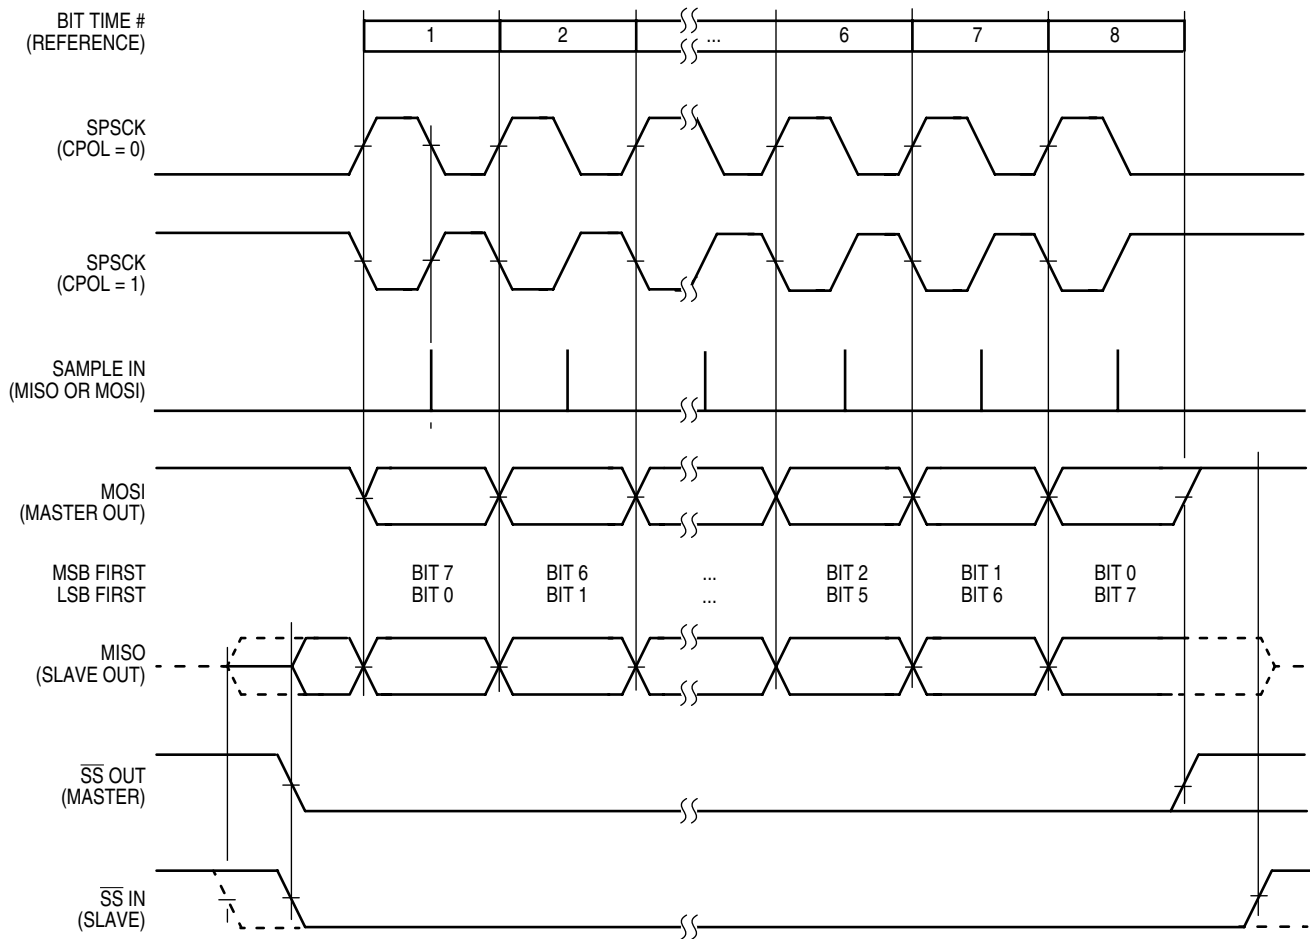 BIT TIME #
(REFERENCE)
1 2 ... 6 7 8
SPSCK
(CPOL = 0)
SPSCK
(CPOL = 1)
SAMPLE IN
(MISO OR MOSI)
MOSI
(MASTER OUT)
MSB FIRST BIT 7 BIT 6 ... BIT 2 BIT 1 BIT 0
LSB FIRST BIT 0 BIT 1 ... BIT 5 BIT 6 BIT 7
MISO
(SLAVE OUT)
S̅S̅ OUT
(MASTER)
S̅S̅ IN
(SLAVE)